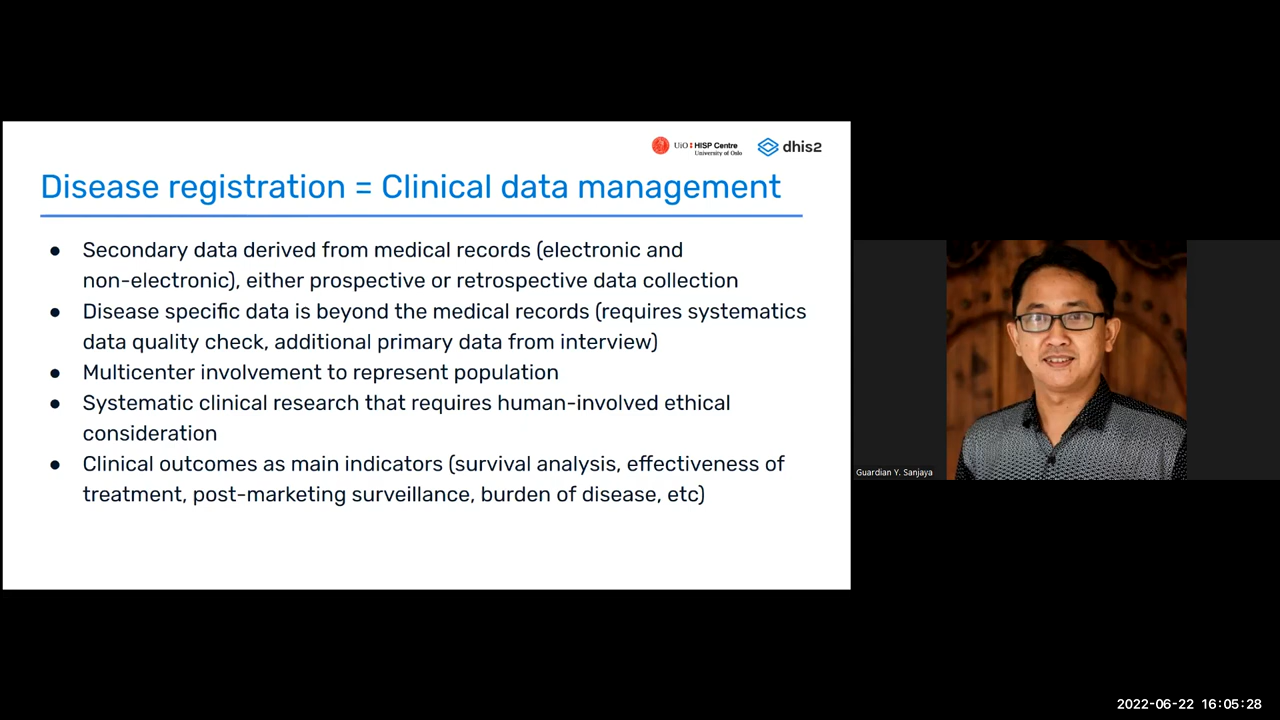 UiO HISP Centre
University of Oslo
dhis2
Disease registration = Clinical data management
● Secondary data derived from medical records (electronic and
non-electronic), either prospective or retrospective data collection
● Disease specific data is beyond the medical records (requires systematics
data quality check, additional primary data from interview)
● Multicenter involvement to represent population
● Systematic clinical research that requires human-involved ethical
consideration
● Clinical outcomes as main indicators (survival analysis, effectiveness of
treatment, post-marketing surveillance, burden of disease, etc)
Guardian Y. Sanjaya
2022-06-22 16:05:28